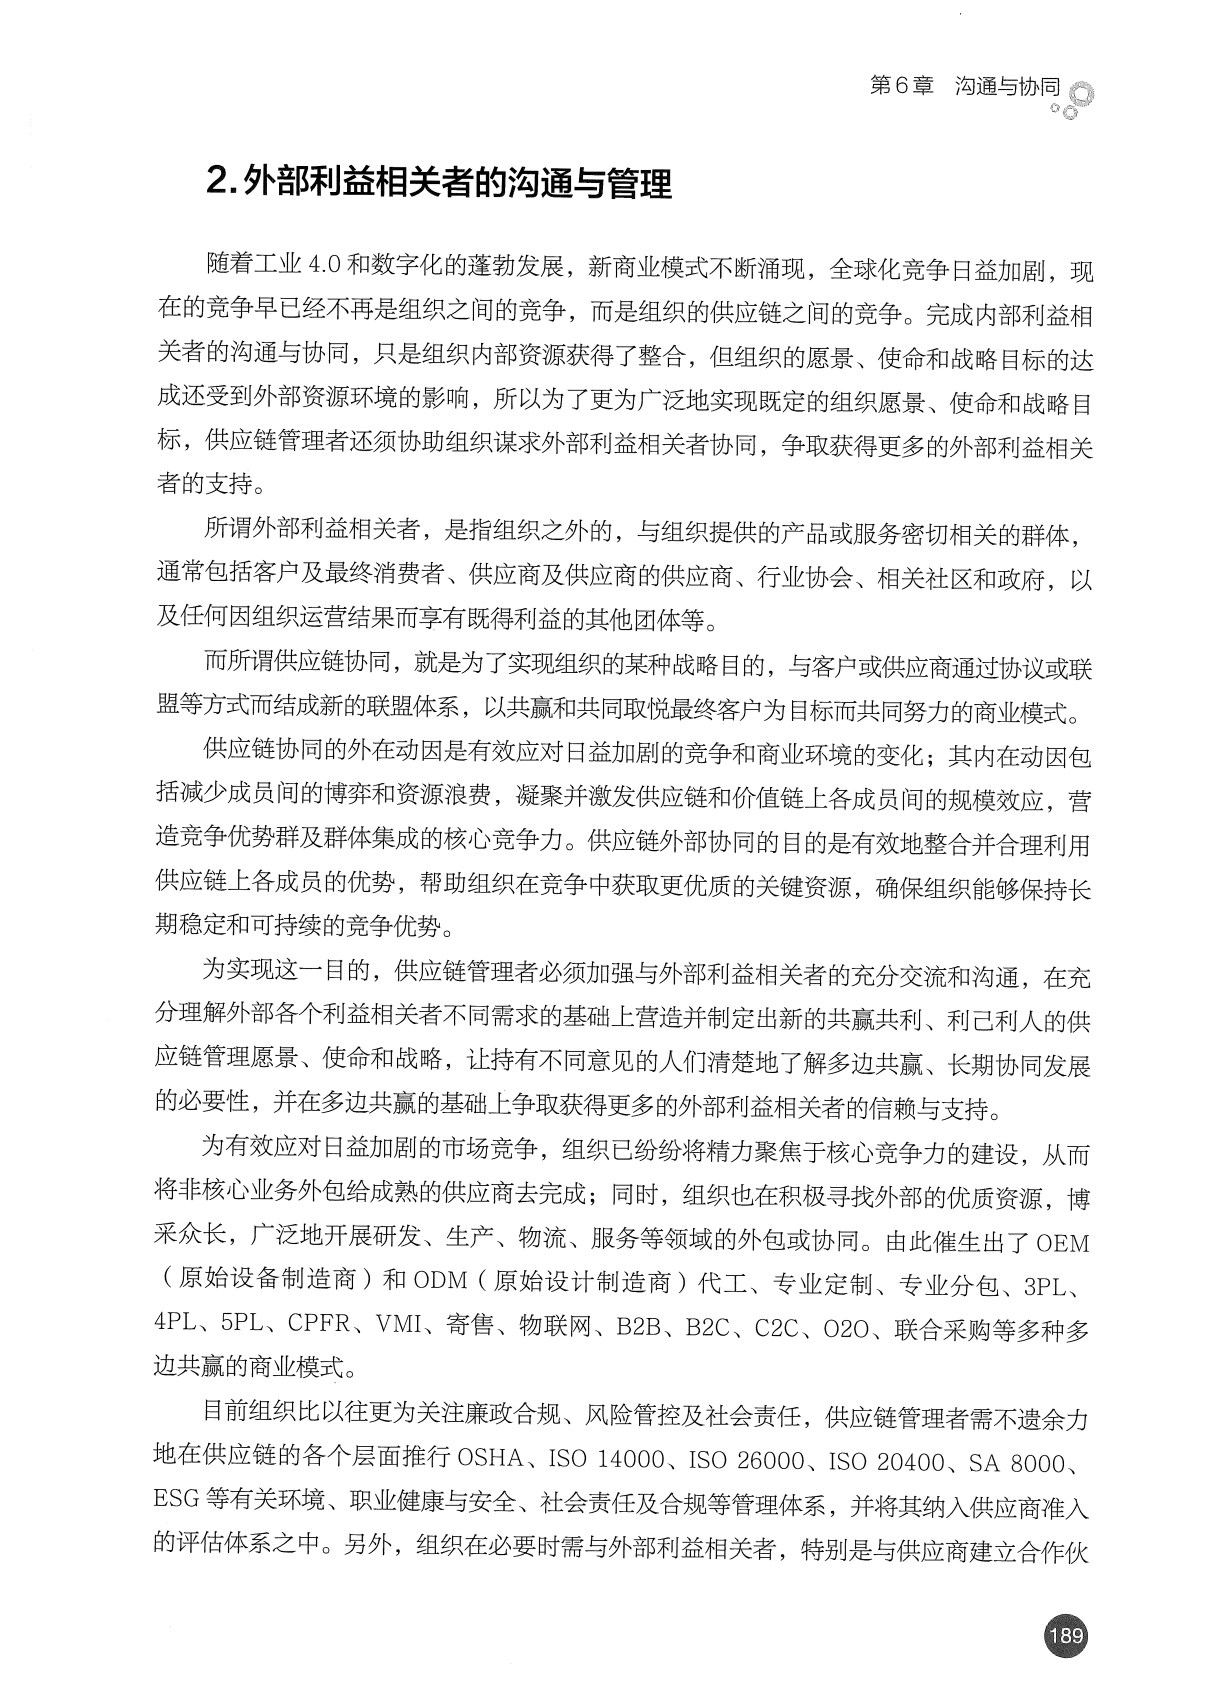 第6章 沟通与协同
2.外部利益相关者的沟通与管理
随着工业 4.0 和数字化的蓬勃发展，新商业模式不断涌现，全球化竞争日益加剧，现
在的竞争早已经不再是组织之间的竞争，而是组织的供应链之间的竞争。完成内部利益相
关者的沟通与协同，只是组织内部资源获得了整合，但组织的愿景、使命和战略目标的达
成还受到外部资源环境的影响，所以为了更为广泛地实现既定的组织愿景、使命和战略目
标，供应链管理者还须协助组织谋求外部利益相关者协同，争取获得更多的外部利益相关
者的支持。
所谓外部利益相关者，是指组织之外的，与组织提供的产品或服务密切相关的群体，
通常包括客户及最终消费者、供应商及供应商的供应商、行业协会、相关社区和政府，以
及任何因组织运营结果而享有既得利益的其他团体等。
而所谓供应链协同，就是为了实现组织的某种战略目的，与客户或供应商通过协议或联
盟等方式而结成新的联盟体系，以共赢和共同取悦最终客户为目标而共同努力的商业模式。
供应链协同的外在动因是有效应对日益加剧的竞争和商业环境的变化；其内在动因包
括减少成员间的博弈和资源浪费，凝聚并激发供应链和价值链上各成员间的规模效应，营
造竞争优势群及群体集成的核心竞争力。供应链外部协同的目的是有效地整合并合理利用
供应链上各成员的优势，帮助组织在竞争中获取更优质的关键资源，确保组织能够保持长
期稳定和可持续的竞争优势。
为实现这一目的，供应链管理者必须加强与外部利益相关者的充分交流和沟通，在充
分理解外部各个利益相关者不同需求的基础上营造并制定出新的共赢共利、利己利人的供
应链管理愿景、使命和战略，让持有不同意见的人们清楚地了解多边共赢、长期协同发展
的必要性，并在多边共赢的基础上争取获得更多的外部利益相关者的信赖与支持。
为有效应对日益加剧的市场竞争，组织已纷纷将精力聚焦于核心竞争力的建设，从而
将非核心业务外包给成熟的供应商去完成；同时，组织也在积极寻找外部的优质资源，博
采众长，广泛地开展研发、生产、物流、服务等领域的外包或协同。由此催生出了 OEM
（原始设备制造商）和 ODM（原始设计制造商）代工、专业定制、专业分包、3PL、
4PL、5PL、CPFR、VMI、寄售、物联网、B2B、B2C、C2C、O2O、联合采购等多种多
边共赢的商业模式。
目前组织比以往更为关注廉政合规、风险管控及社会责任，供应链管理者需不遗余力
地在供应链的各个层面推行 OSHA、ISO 14000、ISO 26000、ISO 20400、SA 8000、
ESG 等有关环境、职业健康与安全、社会责任及合规等管理体系，并将其纳入供应商准入
的评估体系之中。另外，组织在必要时需与外部利益相关者，特别是与供应商建立合作伙
189